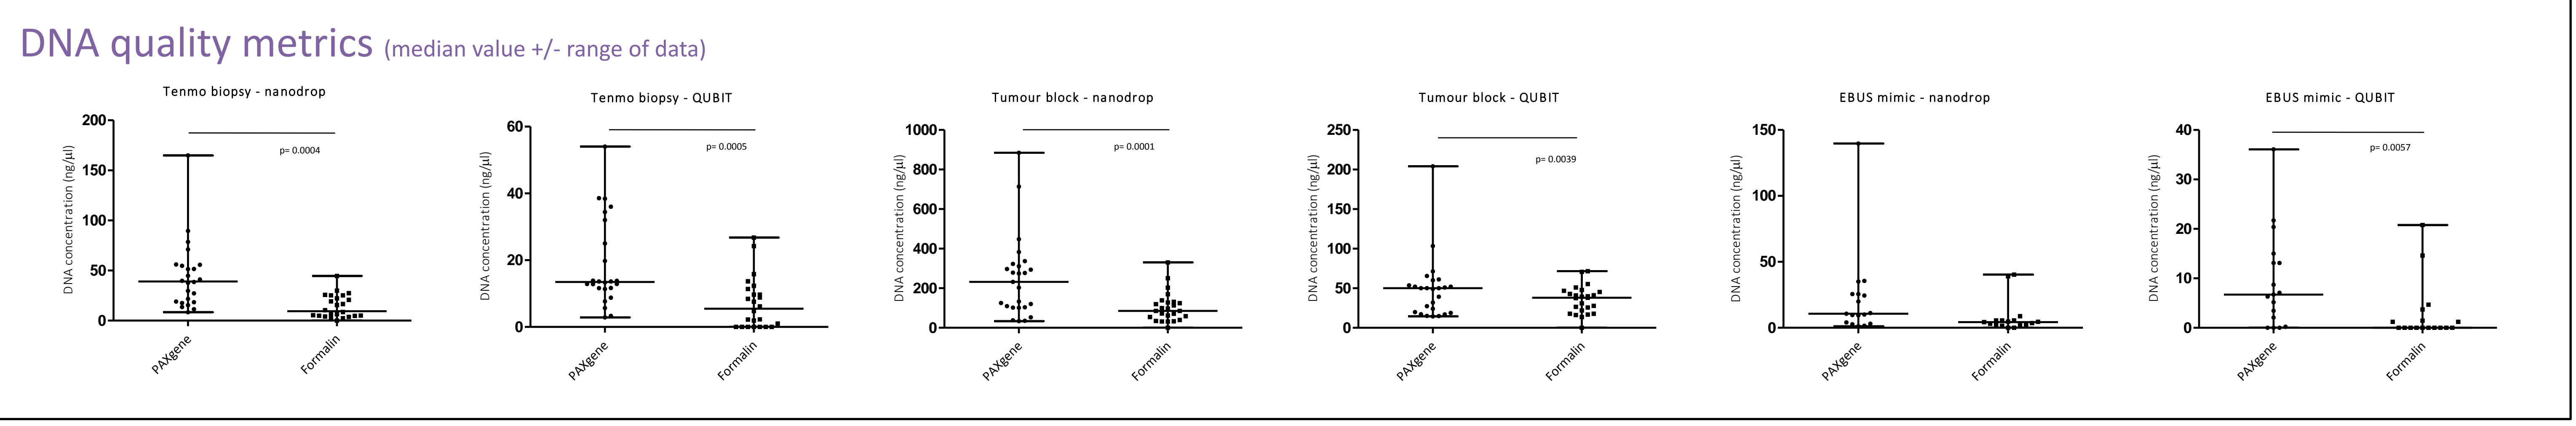 DNA quality metrics (median value +/- range of data)
Tenmo biopsy - nanodrop
DNA concentration (ng/µl)
200
150
100
50
0
p= 0.0004
PAXgene
Formalin
Tenmo biopsy - QUBIT
DNA concentration (ng/µl)
60
40
20
0
p= 0.0005
PAXgene
Formalin
Tumour block - nanodrop
DNA concentration (ng/µl)
1000
800
600
400
200
0
p= 0.0001
PAXgene
Formalin
Tumour block - QUBIT
DNA concentration (ng/µl)
250
200
150
100
50
0
p= 0.0039
PAXgene
Formalin
EBUS mimic - nanodrop
DNA concentration (ng/µl)
150
100
50
0
PAXgene
Formalin
EBUS mimic - QUBIT
DNA concentration (ng/µl)
40
30
20
10
0
p= 0.0057
PAXgene
Formalin